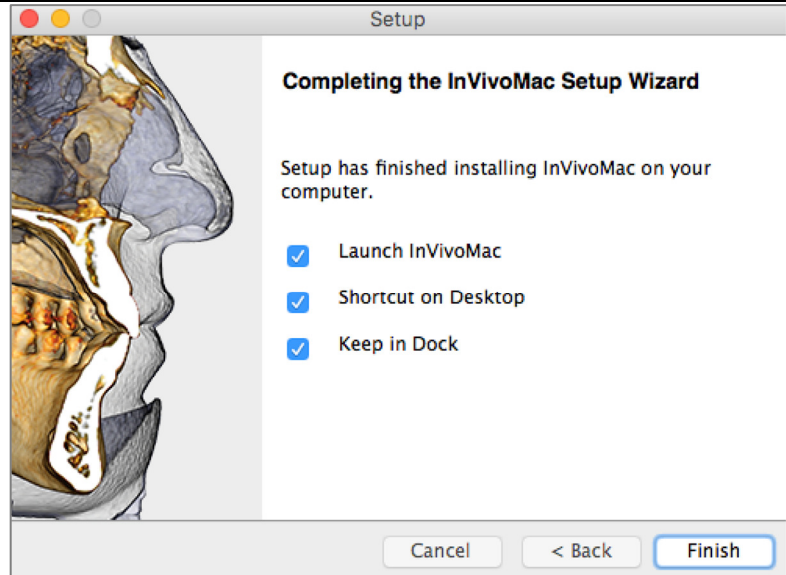 Setup
Completing the InVivoMac Setup Wizard
Setup has finished installing InVivoMac on your
computer.
Launch InVivoMac
Shortcut on Desktop
Keep in Dock
Cancel
< Back
Finish